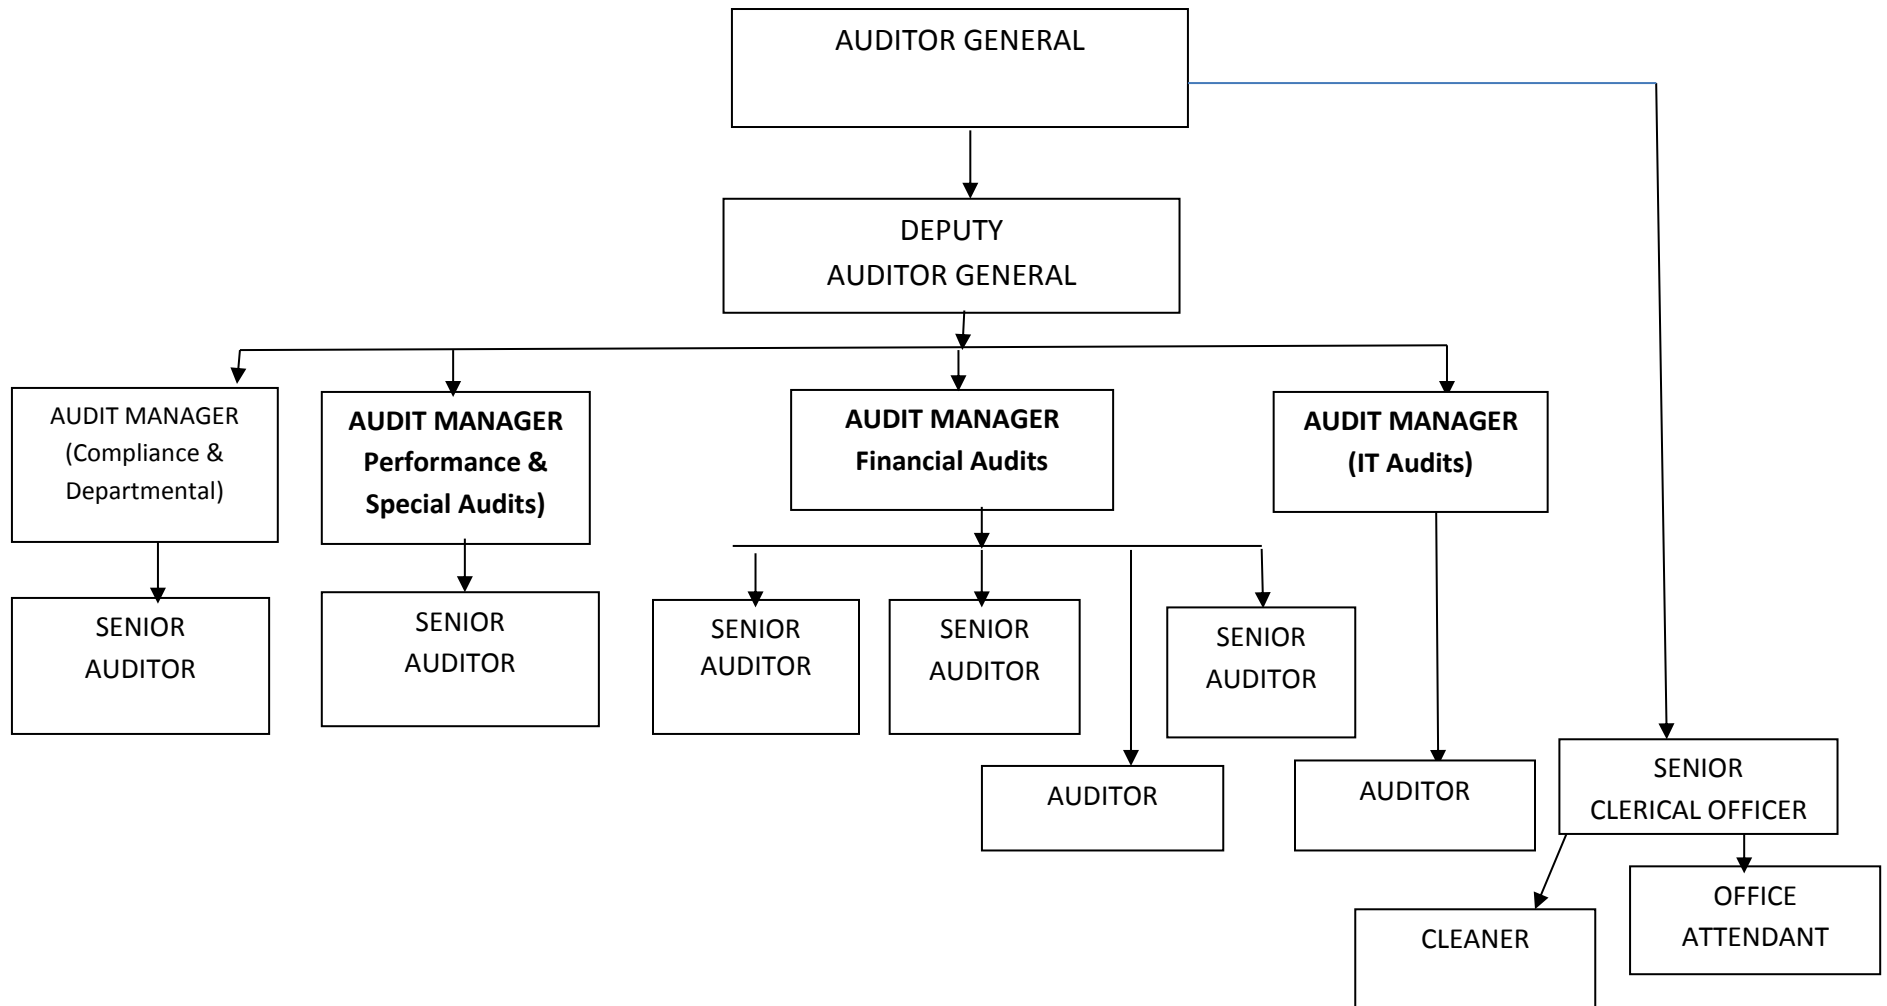 AUDITOR GENERAL
DEPUTY
AUDITOR GENERAL
AUDIT MANAGER
(Compliance &
Departmental)
AUDIT MANAGER
Performance &
Special Audits)
AUDIT MANAGER
Financial Audits
AUDIT MANAGER
(IT Audits)
SENIOR
AUDITOR
SENIOR
AUDITOR
SENIOR
AUDITOR
SENIOR
AUDITOR
SENIOR
AUDITOR
AUDITOR
AUDITOR
SENIOR
CLERICAL OFFICER
CLEANER
OFFICE
ATTENDANT